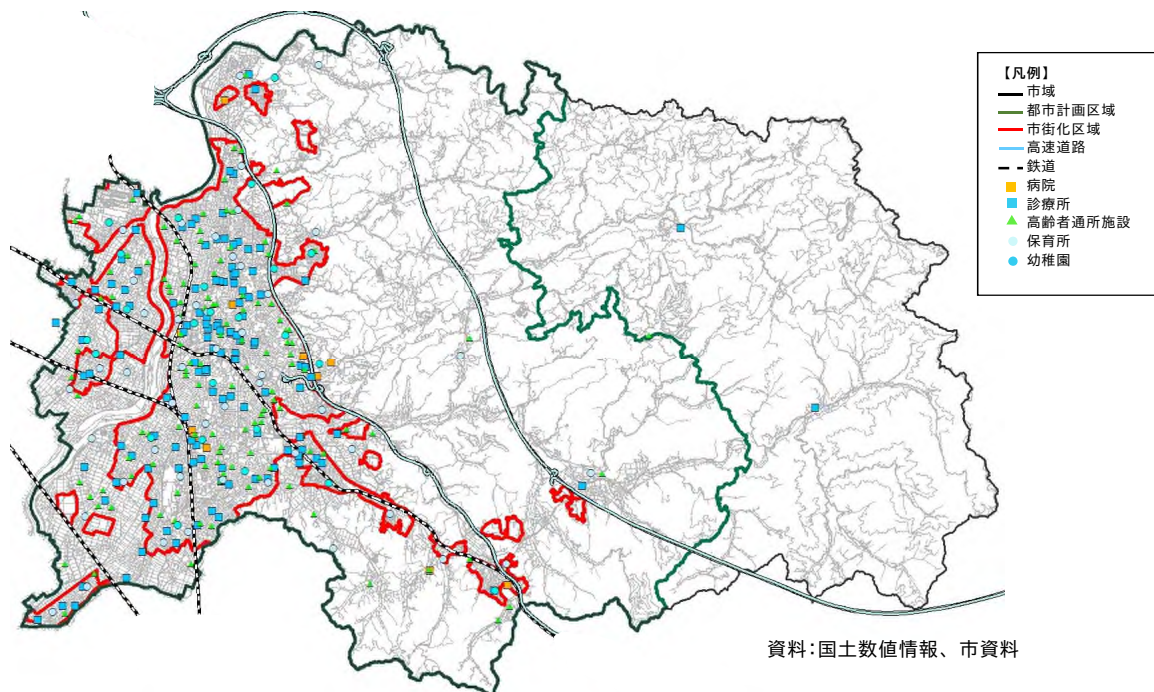 【凡例】
市域
都市計画区域
市街化区域
高速道路
鉄道
病院
診療所
高齢者通所施設
保育所
幼稚園
資料:国土数値情報、市資料